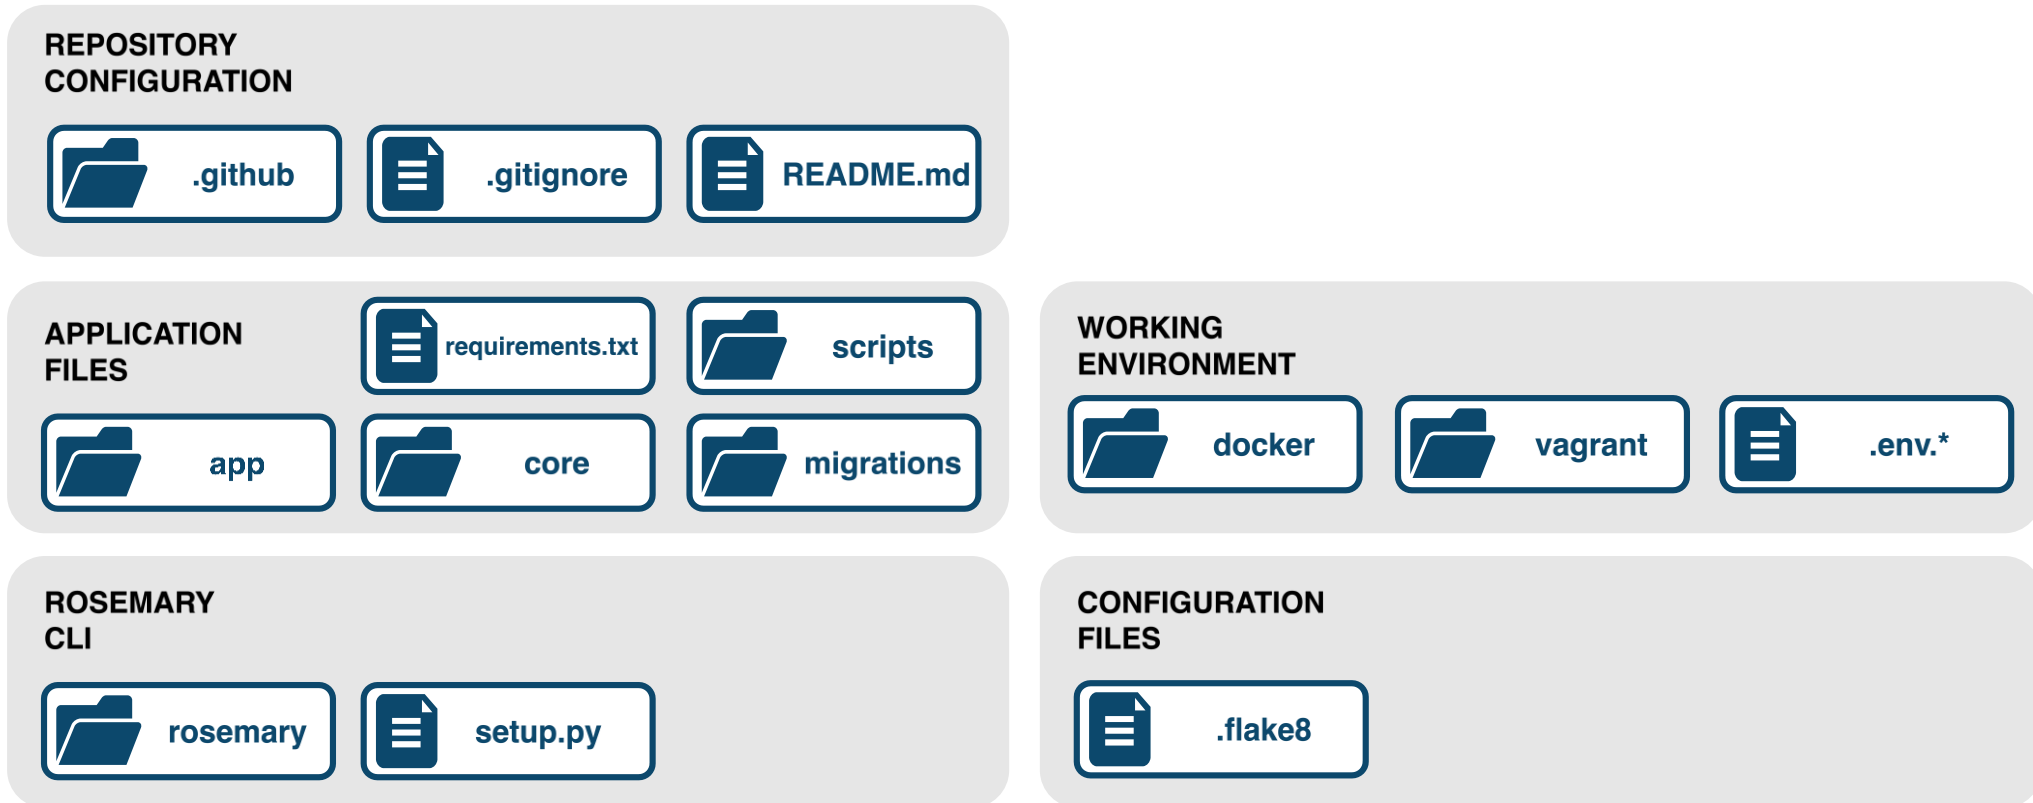 REPOSITORY
CONFIGURATION
.github
.gitignore
README.md
APPLICATION
FILES
requirements.txt
scripts
app
core
migrations
WORKING
ENVIRONMENT
docker
vagrant
.env.*
ROSEMARY
CLI
rosemary
setup.py
CONFIGURATION
FILES
.flake8